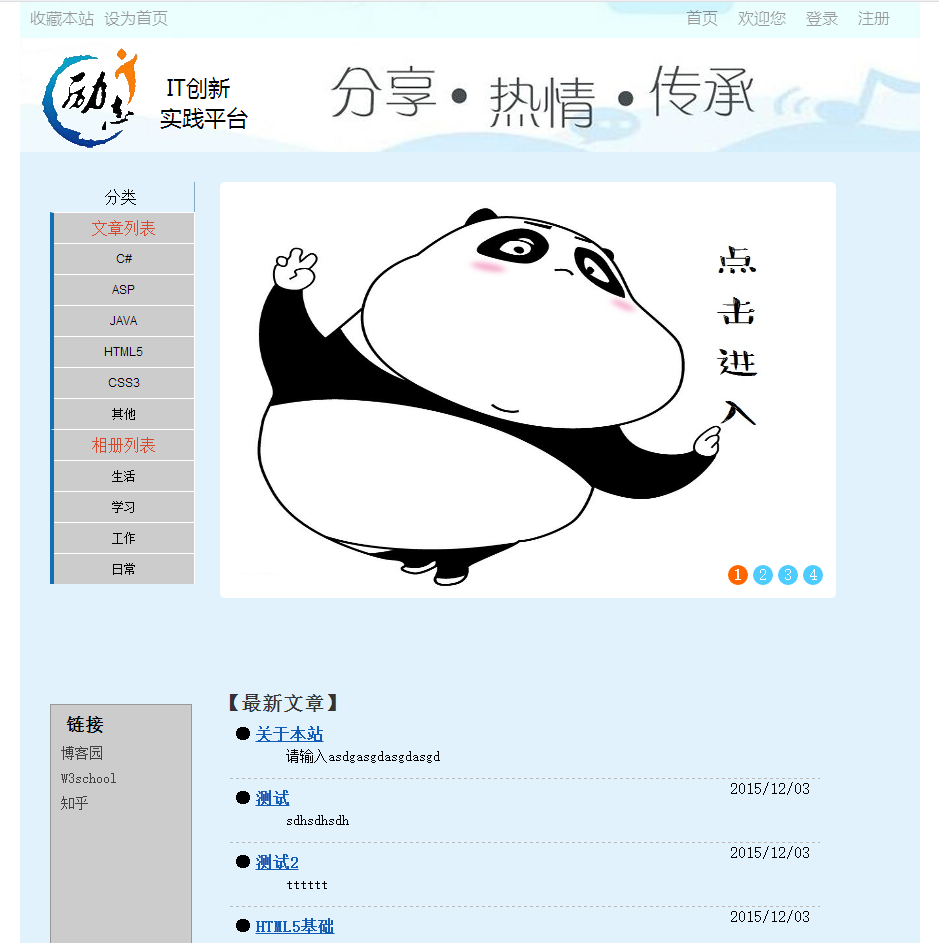 收藏本站 设为首页 首页 欢迎您 登录 注册
励志
IT创新
实践平台
分享·热情·传承
分类
文章列表
C#
ASP
JAVA
HTML5
CSS3
其他
相册列表
生活
学习
工作
日常
点
击
进
入
1 2 3 4
链接
博客园
W3school
知乎
【最新文章】
关于本站
请输入asdgasgdasgdasgd
2015/12/03
测试
sdhsdhsdh
2015/12/03
测试2
tttttt
2015/12/03
HTML5基础